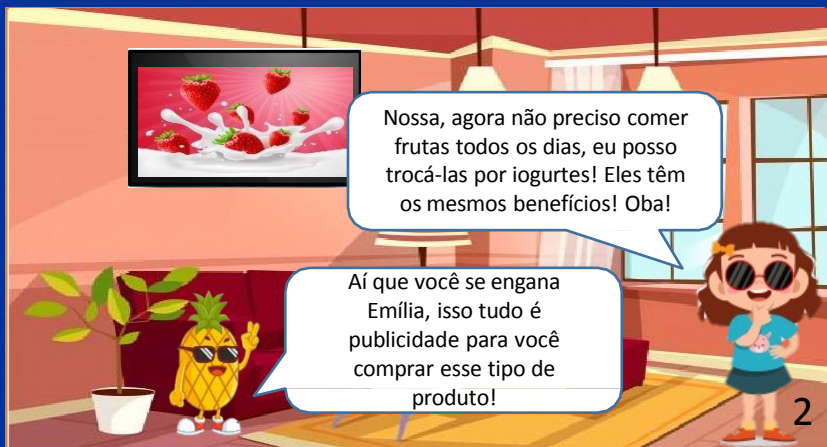 Nossa, agora não preciso comer
frutas todos os dias, eu posso
trocá-las por iogurtes! Eles têm
os mesmos benefícios! Oba!
Aí que você se engana
Emília, isso tudo é
publicidade para você
comprar esse tipo de
produto!
2